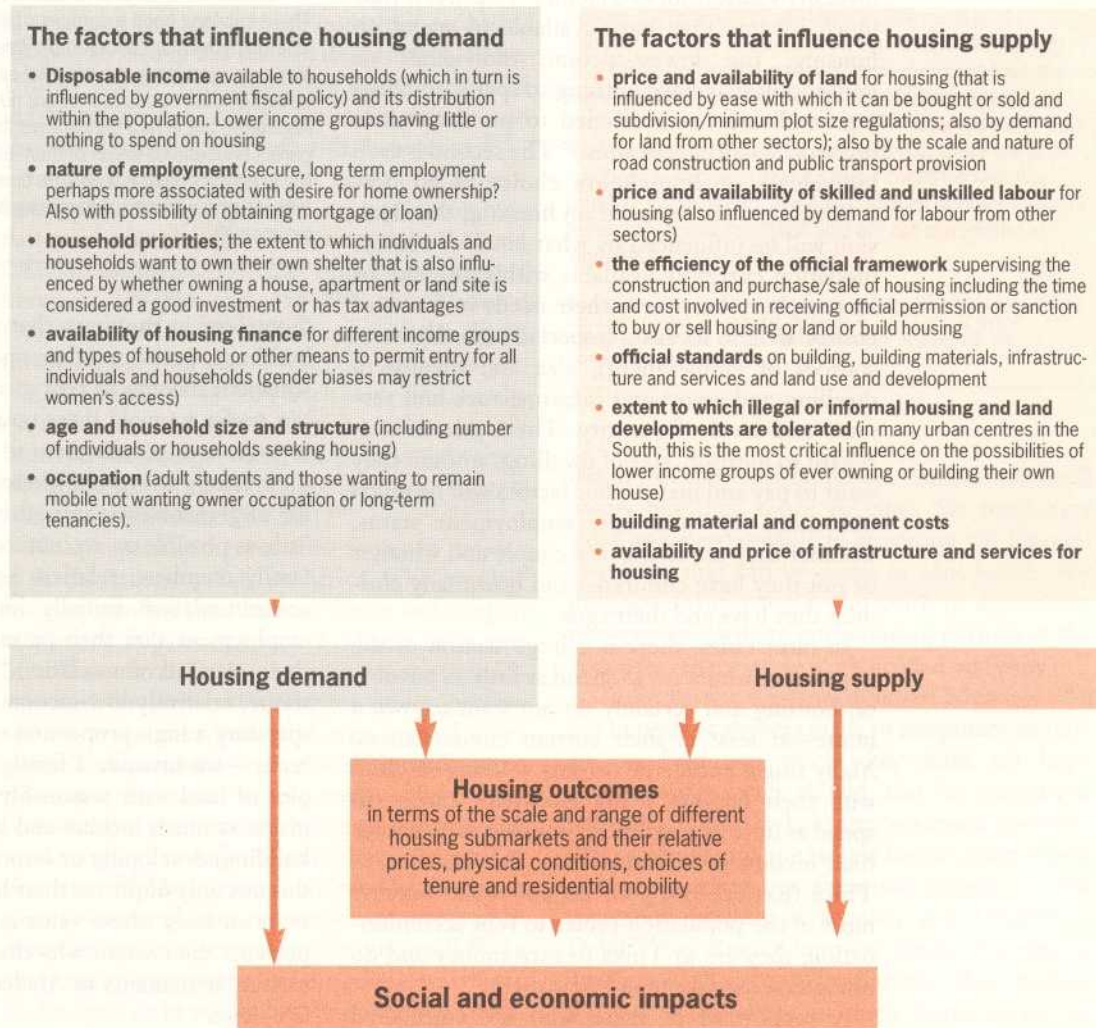 The factors that influence housing demand
• Disposable income available to households (which in turn is
influenced by government fiscal policy) and its distribution
within the population. Lower income groups having little or
nothing to spend on housing
• nature of employment (secure, long term employment
perhaps more associated with desire for home ownership?
Also with possibility of obtaining mortgage or loan)
• household priorities; the extent to which individuals and
households want to own their own shelter that is also influ-
enced by whether owning a house, apartment or land site is
considered a good investment or has tax advantages
• availability of housing finance for different income groups
and types of household or other means to permit entry for all
individuals and households (gender biases may restrict
women's access)
• age and household size and structure (including number
of individuals or households seeking housing)
• occupation (adult students and those wanting to remain
mobile not wanting owner occupation or long-term
tenancies).
The factors that influence housing supply
• price and availability of land for housing (that is
influenced by ease with which it can be bought or sold and
subdivision/minimum plot size regulations; also by demand
for land from other sectors); also by the scale and nature of
road construction and public transport provision
• price and availability of skilled and unskilled labour for
housing (also influenced by demand for labour from other
sectors)
• the efficiency of the official framework supervising the
construction and purchase/sale of housing including the time
and cost involved in receiving official permission or sanction
to buy or sell housing or land or build housing
• official standards on building, building materials, infrastruc-
ture and services and land use and development
• extent to which illegal or informal housing and land
developments are tolerated (in many urban centres in the
South, this is the most critical influence on the possibilities of
lower income groups of ever owning or building their own
house)
• building material and component costs
• availability and price of infrastructure and services for
housing
Housing demand
Housing supply
Housing outcomes
in terms of the scale and range of different
housing submarkets and their relative
prices, physical conditions, choices of
tenure and residential mobility
Social and economic impacts